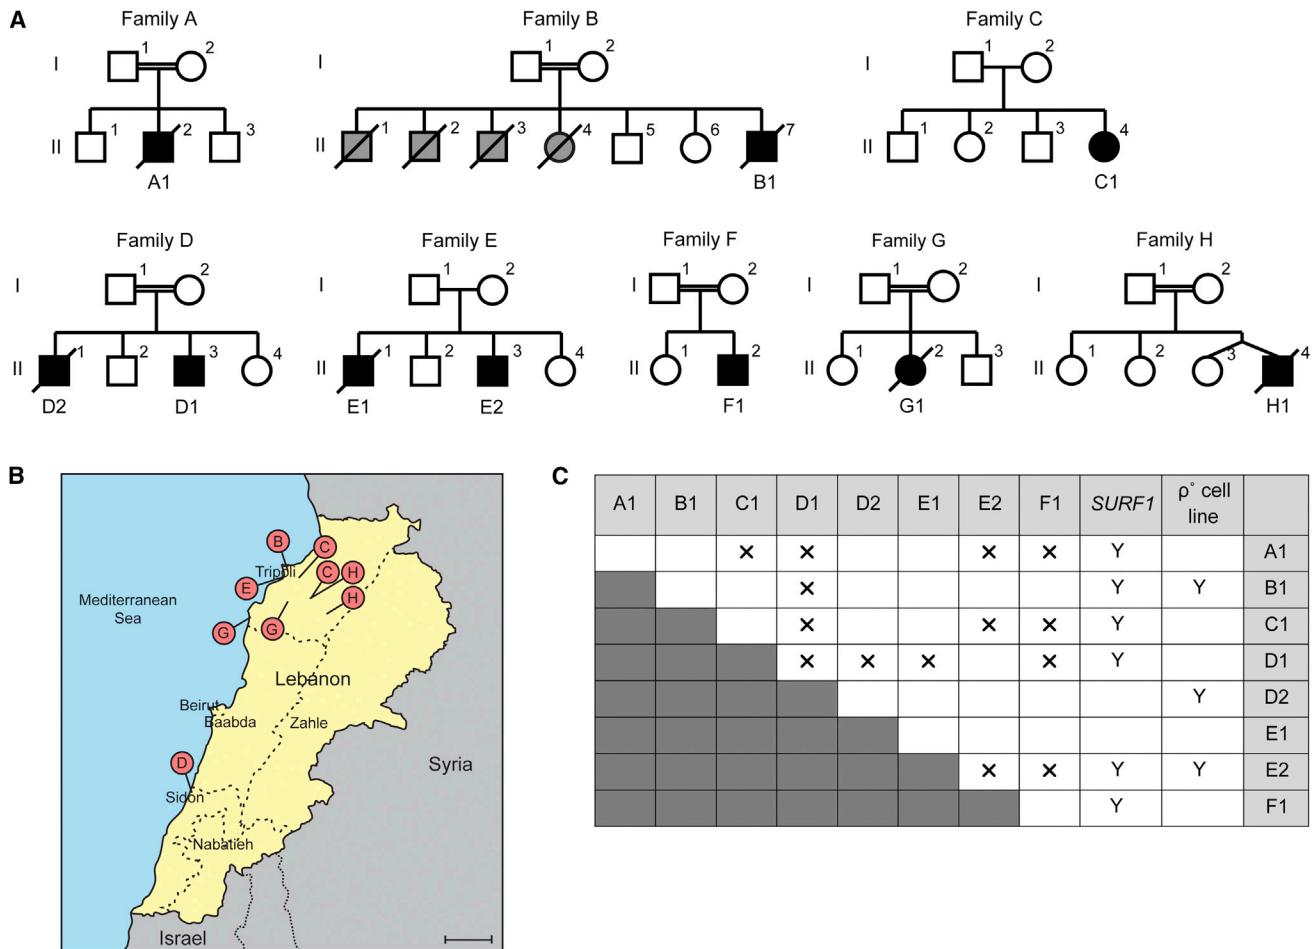 A
Family A
Family B
Family C
I
1
2
I
1
2
I
1
2
II
1
2
3
II
1
2
3
4
5
6
7
II
1
2
3
4
A1
B1
C1
Family D
Family E
Family F
Family G
Family H
I
1
2
I
1
2
I
1
2
I
1
2
I
1
2
II
1
2
3
4
II
1
2
3
4
II
1
2
II
1
2
3
II
1
2
3
4
D2
D1
E1
E2
F1
G1
H1
B
B
C
Tripoli
C
H
E
H
Mediterranean
Sea
G
G
Lebanon
Beirut
Baabda
Zahle
D
Syria
Sidon
Nabatieh
Israel
C
A1 B1 C1 D1 D2 E1 E2 F1 SURF1 ρ° cell line
× × × × Y A1
× Y Y B1
× × × Y C1
× × × × Y D1
Y D2
E1
× × Y Y E2
Y F1